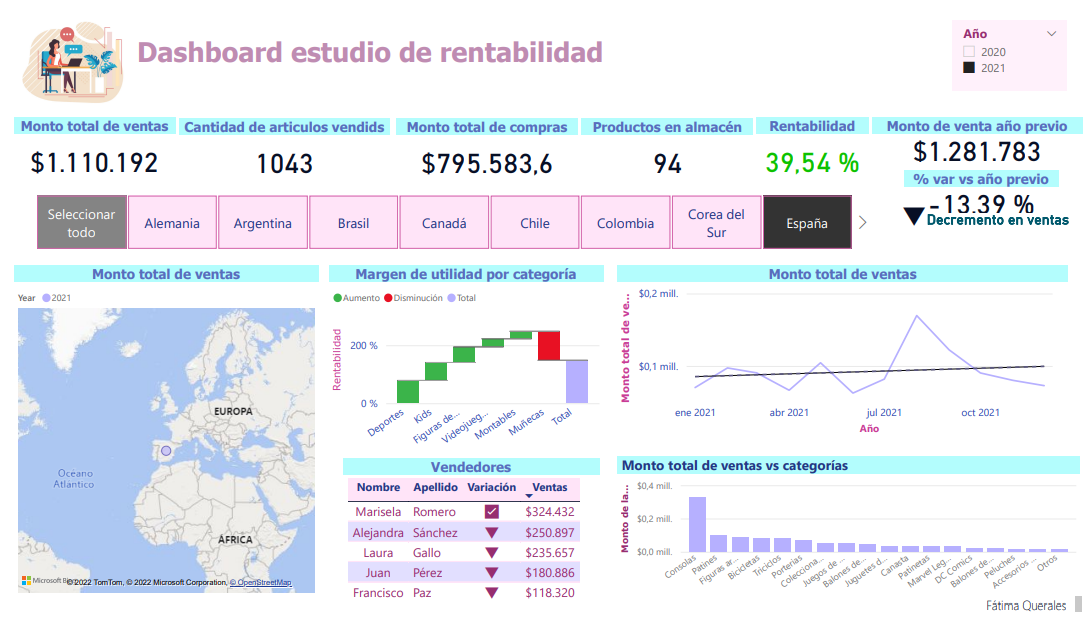 Dashboard estudio de rentabilidad
Año
2020
2021
Monto total de ventas
$1.110.192
Cantidad de articulos vendids
1043
Monto total de compras
$795.583,6
Productos en almacén
94
Rentabilidad
39,54 %
Monto de venta año previo
$1.281.783
% var vs año previo
-13,39 %
Decremento en ventas
Seleccionar
todo
Alemania
Argentina
Brasil
Canadá
Chile
Colombia
Corea del
Sur
España
Monto total de ventas
Year 2021
EUROPA
Océano
Atlántico
ÁFRICA
Microsoft Bing
© 2022 TomTom, © 2022 Microsoft Corporation, © OpenStreetMap
Margen de utilidad por categoría
Aumento Disminución Total
Rentabilidad
200 %
0 %
Deportes
Kids
Figuras de...
Videojueg...
Montables
Muñecas
Total
Vendedores
Nombre Apellido Variación Ventas
Marisela Romero $324.432
Alejandra Sánchez $250.897
Laura Gallo $235.657
Juan Pérez $180.886
Francisco Paz $118.320
Monto total de ventas
Monto total de ve...
$0,2 mill.
$0,1 mill.
ene 2021 abr 2021 jul 2021 oct 2021
Año
Monto total de ventas vs categorías
Monto de la...
$0,4 mill.
$0,2 mill.
$0,0 mill.
Consolas
Patines
Figuras ar...
Bicicletas
Triciclos
Porterías
Colecciona...
Juegos de ...
Balones de...
Juguetes d...
Canasta
Patinetas
Marvel Leg...
DC Comics
Balones de...
Peluches
Accesorios ...
Otros
Fátima Querales